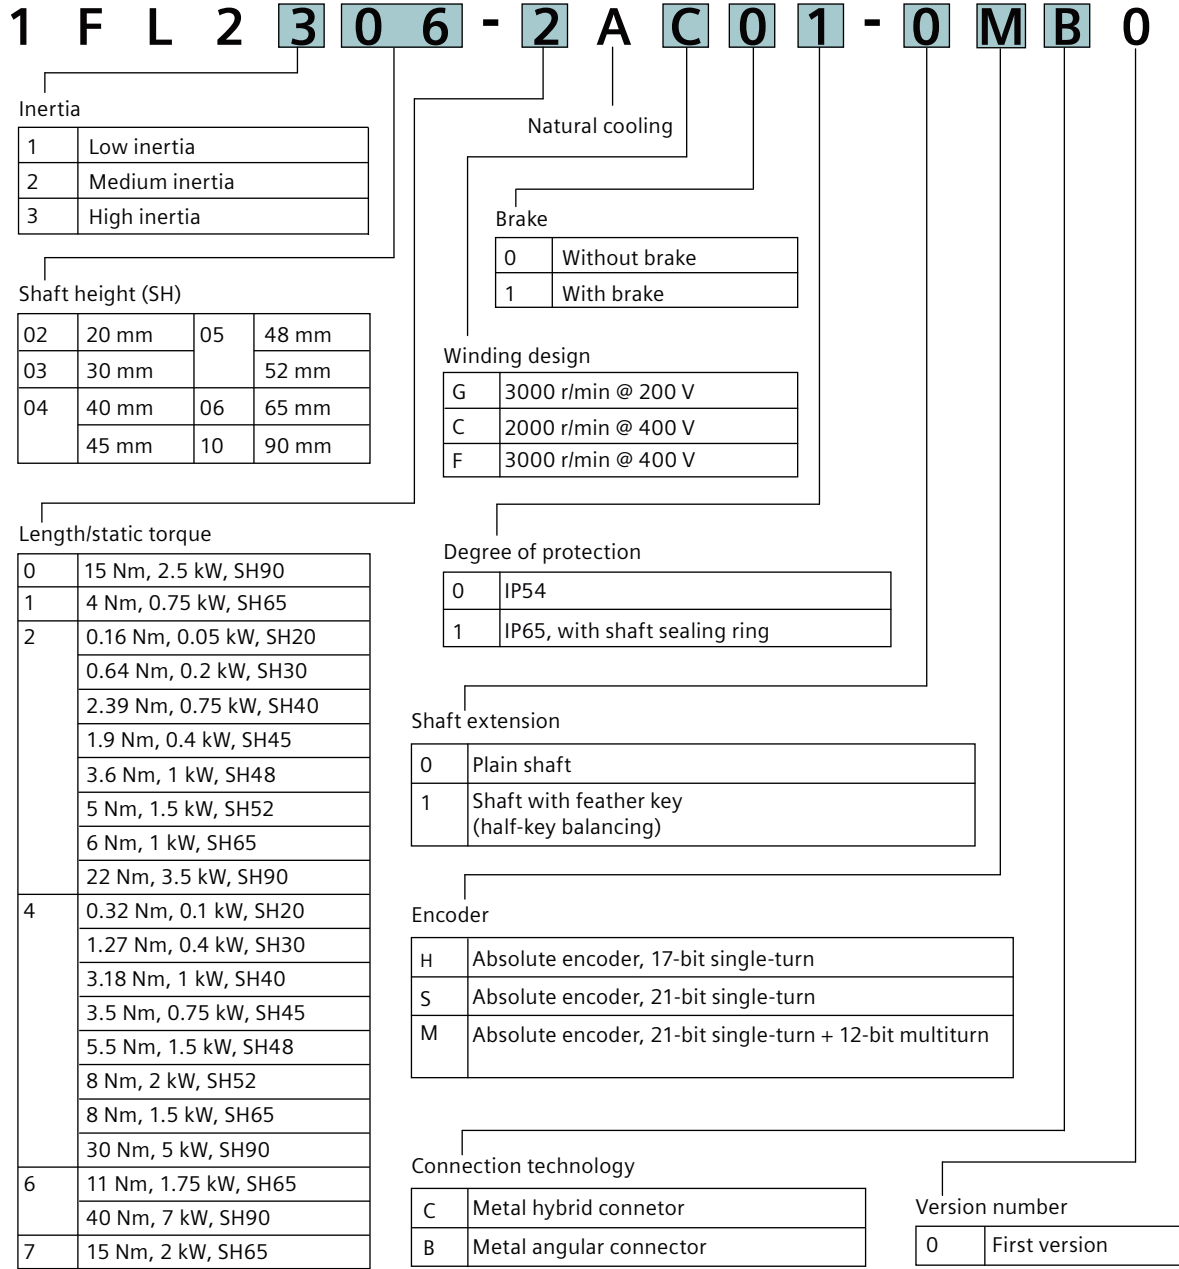 1 F L 2 3 0 6 - 2 A C 0 1 - 0 M B 0
Inertia
1 Low inertia
2 Medium inertia
3 High inertia
Natural cooling
Brake
0 Without brake
1 With brake
Shaft height (SH)
02 20 mm 05 48 mm
03 30 mm 52 mm
04 40 mm 06 65 mm
45 mm 10 90 mm
Winding design
G 3000 r/min @ 200 V
C 2000 r/min @ 400 V
F 3000 r/min @ 400 V
Length/static torque
0 15 Nm, 2.5 kW, SH90
1 4 Nm, 0.75 kW, SH65
2 0.16 Nm, 0.05 kW, SH20
0.64 Nm, 0.2 kW, SH30
2.39 Nm, 0.75 kW, SH40
1.9 Nm, 0.4 kW, SH45
3.6 Nm, 1 kW, SH48
5 Nm, 1.5 kW, SH52
6 Nm, 1 kW, SH65
22 Nm, 3.5 kW, SH90
4 0.32 Nm, 0.1 kW, SH20
1.27 Nm, 0.4 kW, SH30
3.18 Nm, 1 kW, SH40
3.5 Nm, 0.75 kW, SH45
5.5 Nm, 1.5 kW, SH48
8 Nm, 2 kW, SH52
8 Nm, 1.5 kW, SH65
30 Nm, 5 kW, SH90
6 11 Nm, 1.75 kW, SH65
40 Nm, 7 kW, SH90
7 15 Nm, 2 kW, SH65
Degree of protection
0 IP54
1 IP65, with shaft sealing ring
Shaft extension
0 Plain shaft
1 Shaft with feather key
(half-key balancing)
Encoder
H Absolute encoder, 17-bit single-turn
S Absolute encoder, 21-bit single-turn
M Absolute encoder, 21-bit single-turn + 12-bit multiturn
Connection technology
C Metal hybrid connetor
B Metal angular connector
Version number
0 First version